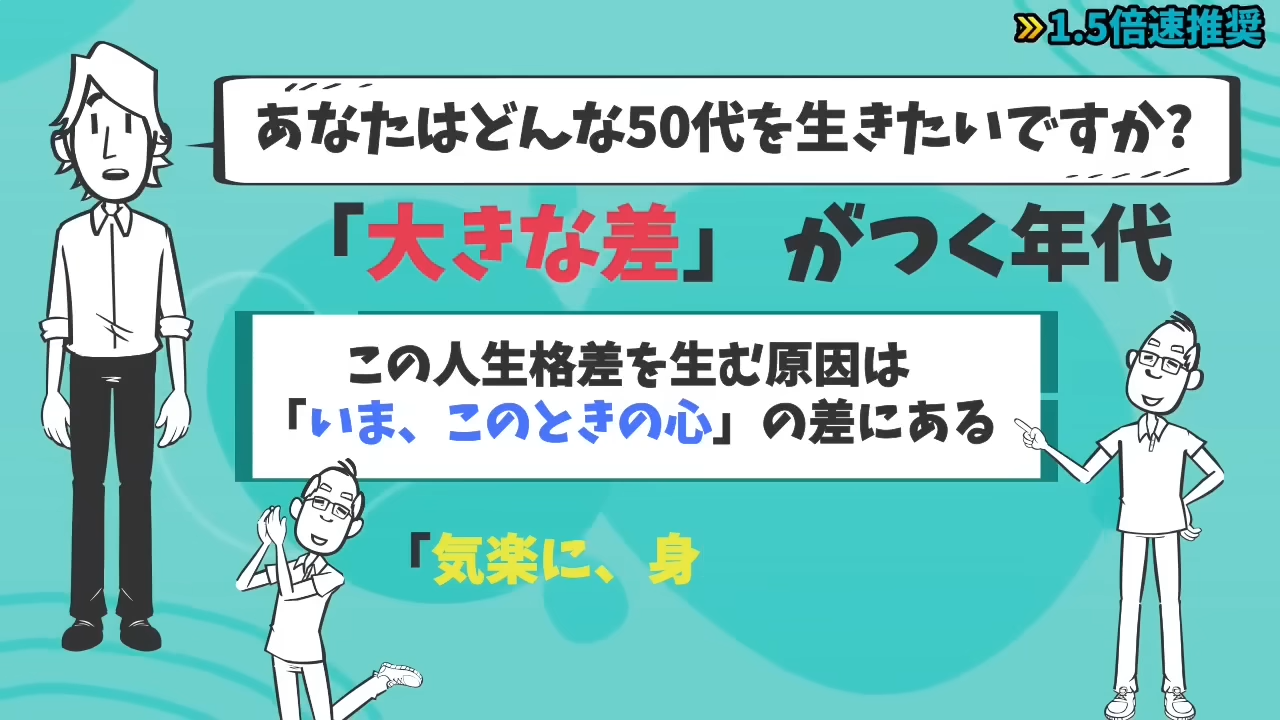 1.5倍速推奨
あなたはどんな50代を生きたいですか?
「大きな差」がつく年代
この人生格差を生む原因は
「いま、このときの心」の差にある
「気楽に、身